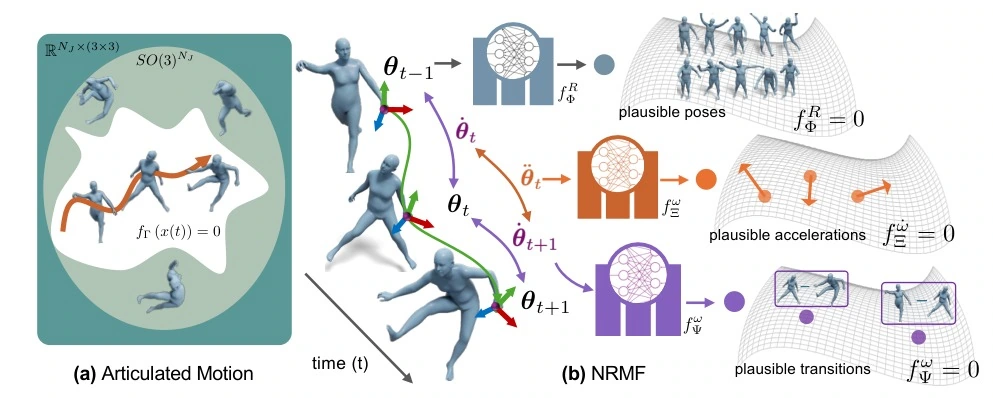 ℝ^{N_J×(3×3)}
SO(3)^{N_J}
f_Γ (x(t)) = 0
(a) Articulated Motion
θ_{t−1}
θ̇_t
θ_t
θ̇_{t+1}
θ_{t+1}
time (t)
f_Φ^R
plausible poses
f_Φ^R = 0
θ̈_t
f_Ξ^ω̇
plausible accelerations
f_Ξ^ω̇ = 0
f_Ψ^ω
plausible transitions
f_Ψ^ω = 0
(b) NRMF